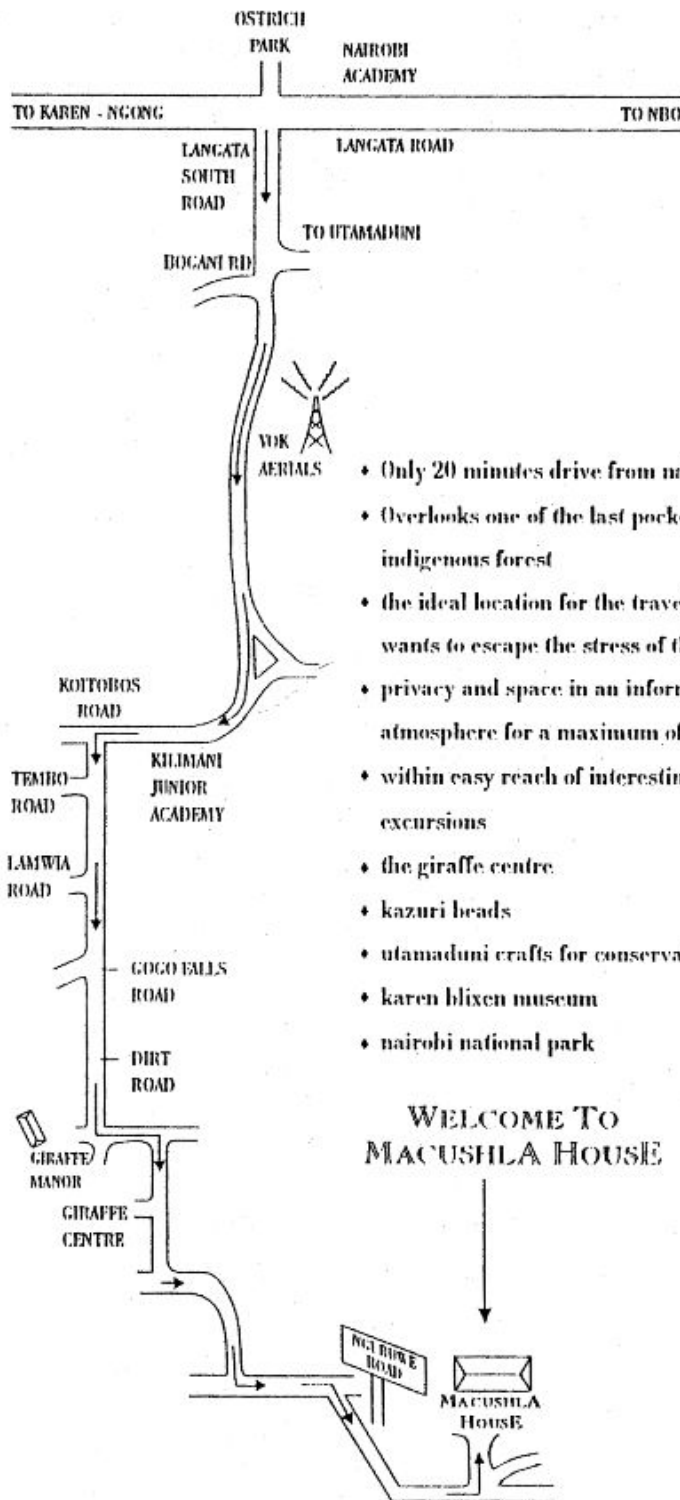 OSTRICH
PARK
NAIROBI
ACADEMY
TO KAREN - NGONG
TO NBO
LANGATA
SOUTH
ROAD
LANGATA ROAD
TO UTAMADUNI
BOGANI RD
VOK
AERIALS
• Only 20 minutes drive from na
• Overlooks one of the last pock
indigenous forest
• the ideal location for the trave
wants to escape the stress of th
• privacy and space in an inform
atmosphere for a maximum of
• within easy reach of interestin
excursions
• the giraffe centre
• kazuri beads
• utamaduni crafts for conserva
• karen blixen museum
• nairobi national park
KOITOBOS
ROAD
KILIMANI
JUNIOR
ACADEMY
TEMBO
ROAD
LAMWIA
ROAD
GOGO FALLS
ROAD
DIRT
ROAD
GIRAFFE
MANOR
GIRAFFE
CENTRE
WELCOME TO
MACUSHLA HOUSE
ROAD
MACUSHLA
HOUSE